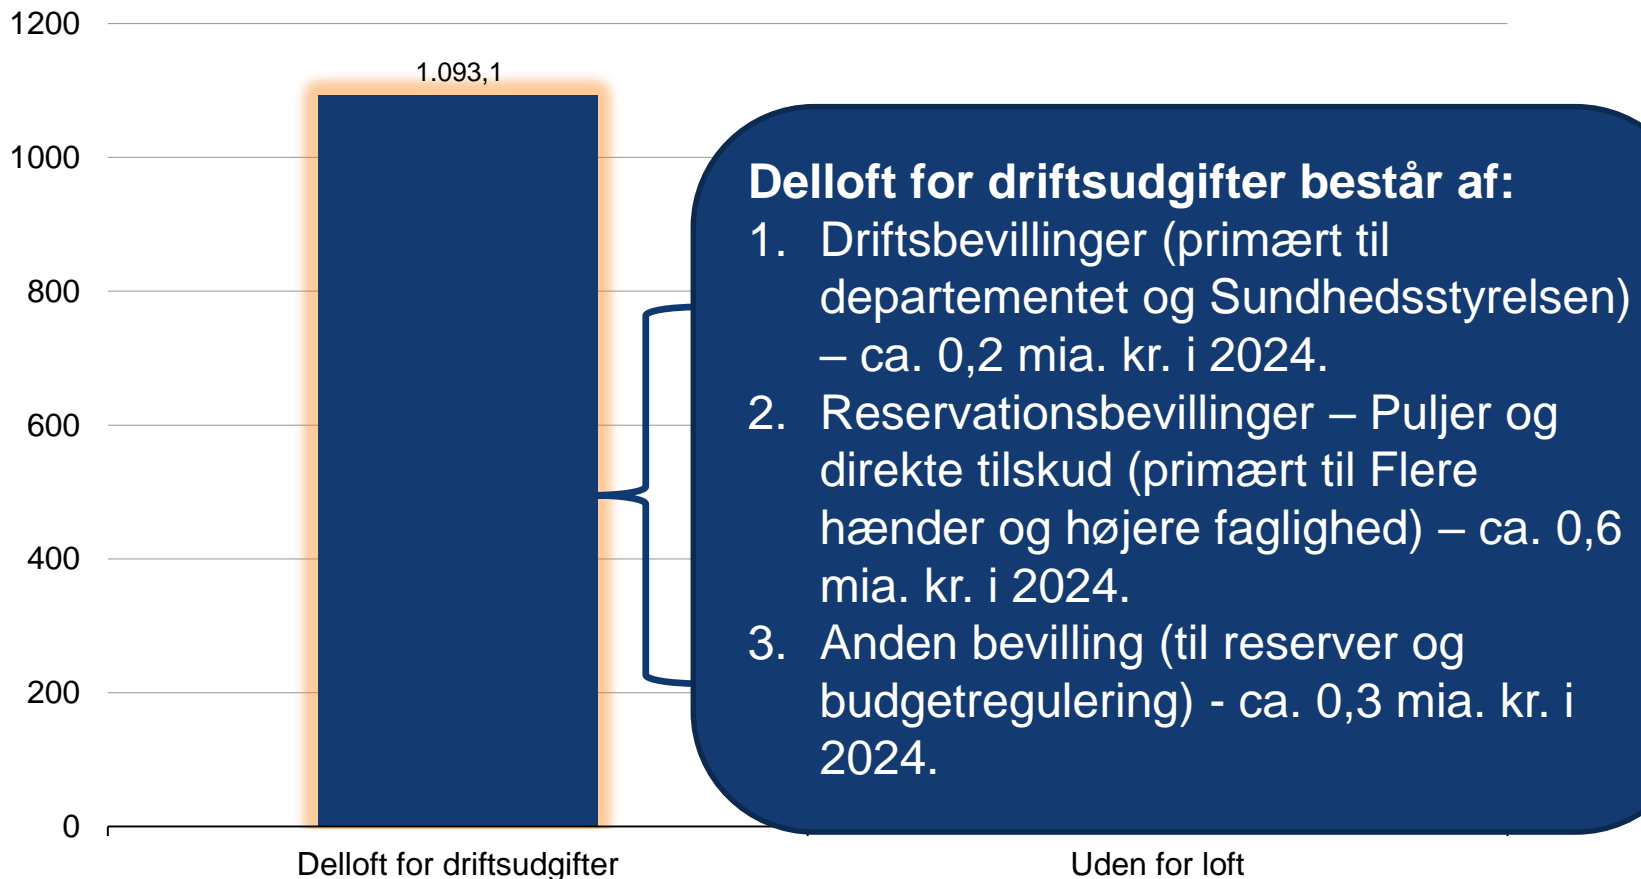 1200
1.093,1
1000
800
600
400
200
0
Delloft for driftsudgifter består af:
1. Driftsbevillinger (primært til
departementet og Sundhedsstyrelsen)
– ca. 0,2 mia. kr. i 2024.
2. Reservationsbevillinger – Puljer og
direkte tilskud (primært til Flere
hænder og højere faglighed) – ca. 0,6
mia. kr. i 2024.
3. Anden bevilling (til reserver og
budgetregulering) - ca. 0,3 mia. kr. i
2024.
Delloft for driftsudgifter
Uden for loft